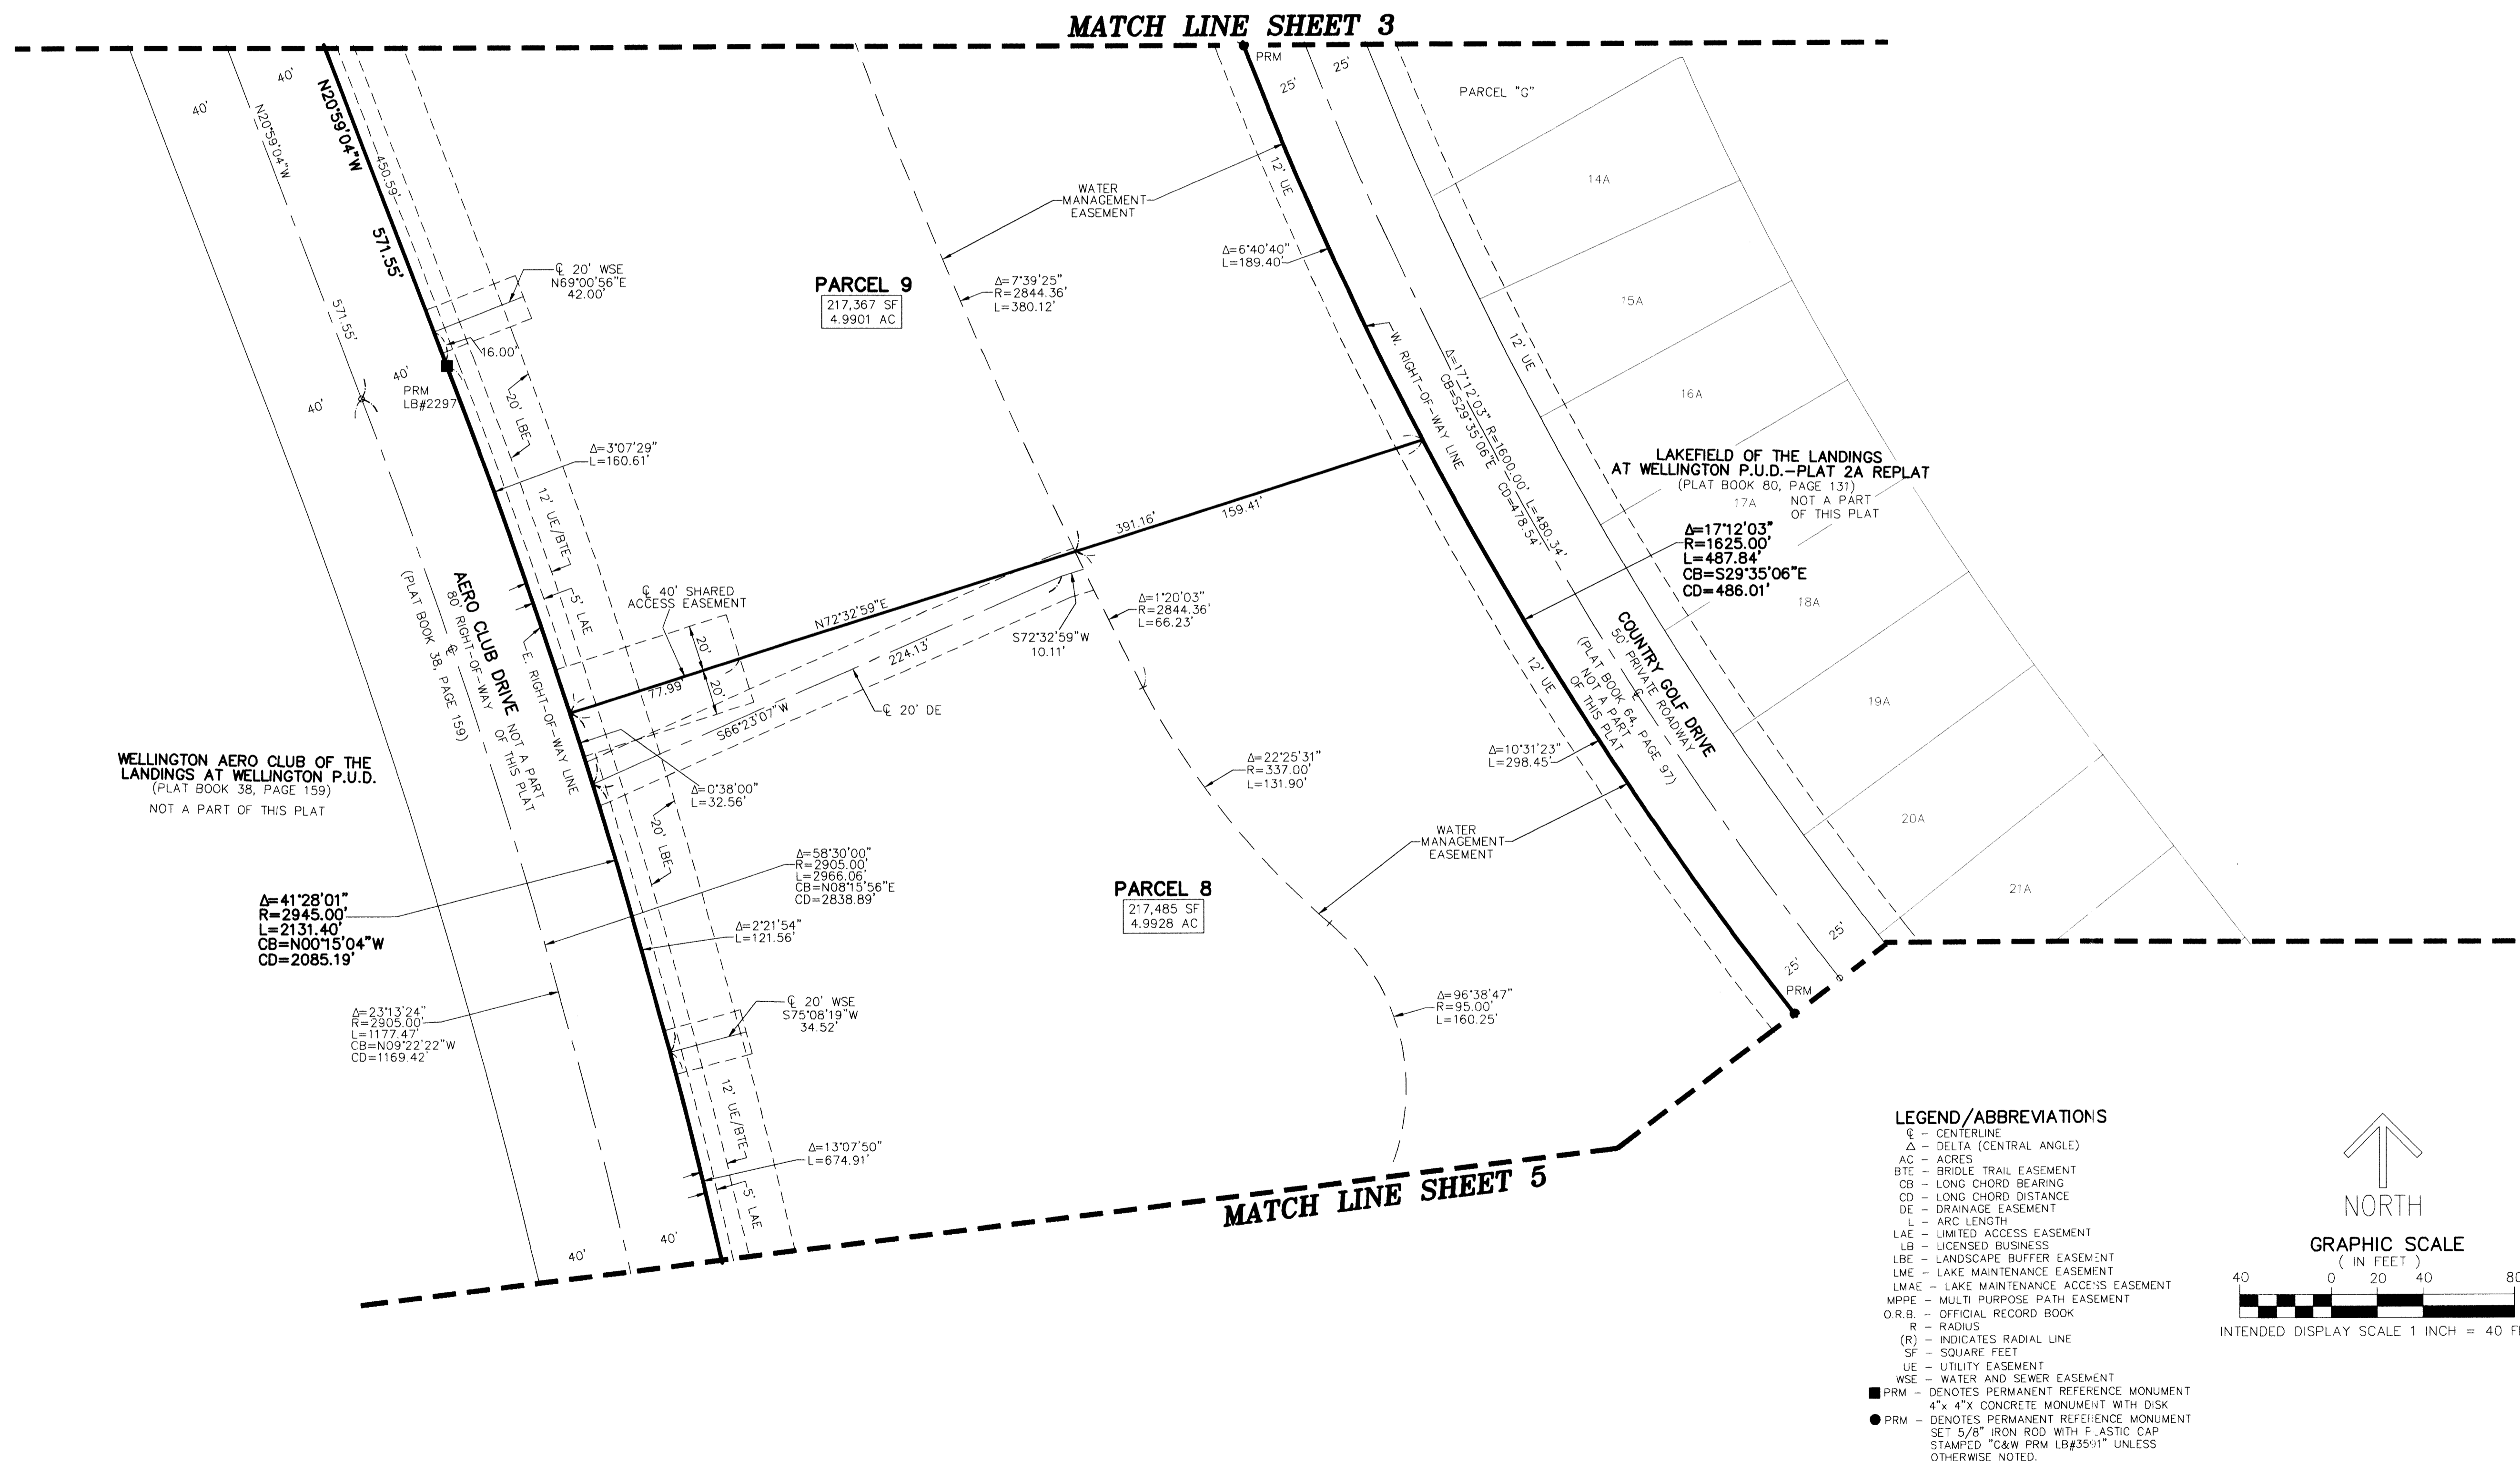 MATCH LINE SHEET 3
PRM
40'
40'
25'
25'
PARCEL "G"
N20°59'04"W
N20°59'04"W
450.59'
571.55'
571.55'
12' UE
WATER
MANAGEMENT
EASEMENT
14A
15A
16A
17A
18A
19A
20A
21A
℄ 20' WSE
N69°00'56"E
42.00'
PARCEL 9
217,367 SF
4.9901 AC
Δ=7°39'25"
R=2844.36'
L=380.12'
Δ=6°40'40"
L=189.40'
16.00'
40'
40'
PRM
LB#2297
20' LBE
W. RIGHT-OF-WAY LINE
Δ=17°12'03" R=1600.00' L=480.34'
CB=S29°35'06"E CD=478.54'
12' UE
Δ=3°07'29"
L=160.61'
12' UE/BTE
5' LAE
LAKEFIELD OF THE LANDINGS
AT WELLINGTON P.U.D.-PLAT 2A REPLAT
(PLAT BOOK 80, PAGE 131)
NOT A PART
OF THIS PLAT
Δ=17°12'03"
R=1625.00'
L=487.84'
CB=S29°35'06"E
CD=486.01'
391.16'
159.41'
℄ 40' SHARED
ACCESS EASEMENT
N72°32'59"E
20'
20'
77.99'
224.13'
S66°23'07"W
℄ 20' DE
S72°32'59"W
10.11'
Δ=1°20'03"
R=2844.36'
L=66.23'
AERO CLUB DRIVE
80' RIGHT-OF-WAY
℄
(PLAT BOOK 38, PAGE 159)
NOT A PART
OF THIS PLAT
E. RIGHT-OF-WAY LINE
COUNTRY GOLF DRIVE
50' PRIVATE ROADWAY
℄
(PLAT BOOK 64, PAGE 97)
NOT A PART
OF THIS PLAT
12' UE
WELLINGTON AERO CLUB OF THE
LANDINGS AT WELLINGTON P.U.D.
(PLAT BOOK 38, PAGE 159)
NOT A PART OF THIS PLAT
Δ=0°38'00"
L=32.56'
Δ=22°25'31"
R=337.00'
L=131.90'
Δ=10°31'23"
L=298.45'
20' LBE
WATER
MANAGEMENT
EASEMENT
Δ=58°30'00"
R=2905.00'
L=2966.06'
CB=N08°15'56"E
CD=2838.89'
Δ=41°28'01"
R=2945.00'
L=2131.40'
CB=N00°15'04"W
CD=2085.19'
PARCEL 8
217,485 SF
4.9928 AC
Δ=2°21'54"
L=121.56'
25'
25'
PRM
℄ 20' WSE
S75°08'19"W
34.52'
Δ=23°13'24"
R=2905.00'
L=1177.47'
CB=N09°22'22"W
CD=1169.42'
Δ=96°38'47"
R=95.00'
L=160.25'
12' UE/BTE
Δ=13°07'50"
L=674.91'
5' LAE
40'
40'
MATCH LINE SHEET 5
LEGEND/ABBREVIATIONS
℄ - CENTERLINE
Δ - DELTA (CENTRAL ANGLE)
AC - ACRES
BTE - BRIDLE TRAIL EASEMENT
CB - LONG CHORD BEARING
CD - LONG CHORD DISTANCE
DE - DRAINAGE EASEMENT
L - ARC LENGTH
LAE - LIMITED ACCESS EASEMENT
LB - LICENSED BUSINESS
LBE - LANDSCAPE BUFFER EASEMENT
LME - LAKE MAINTENANCE EASEMENT
LMAE - LAKE MAINTENANCE ACCESS EASEMENT
MPPE - MULTI PURPOSE PATH EASEMENT
O.R.B. - OFFICIAL RECORD BOOK
R - RADIUS
(R) - INDICATES RADIAL LINE
SF - SQUARE FEET
UE - UTILITY EASEMENT
WSE - WATER AND SEWER EASEMENT
PRM - DENOTES PERMANENT REFERENCE MONUMENT
4"x 4"X CONCRETE MONUMENT WITH DISK
PRM - DENOTES PERMANENT REFERENCE MONUMENT
SET 5/8" IRON ROD WITH PLASTIC CAP
STAMPED "C&W PRM LB#3591" UNLESS
OTHERWISE NOTED.
NORTH
GRAPHIC SCALE
( IN FEET )
40 0 20 40 80
INTENDED DISPLAY SCALE 1 INCH = 40 F